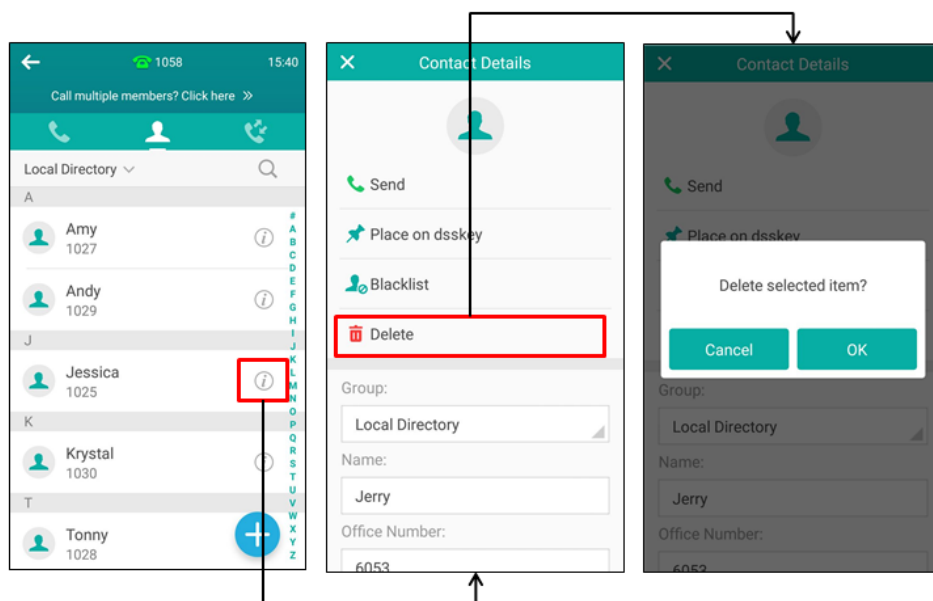 1058
15:40
Call multiple members? Click here »
Local Directory
A
Amy
1027
Andy
1029
J
Jessica
1025
K
Krystal
1030
T
Tonny
1028
#
A
B
C
D
E
F
G
H
I
J
K
L
M
N
O
P
Q
R
S
T
U
V
W
X
Y
Z
Contact Details
Send
Place on dsskey
Blacklist
Delete
Group:
Local Directory
Name:
Jerry
Office Number:
6053
Contact Details
Send
Place on dsskey
Delete selected item?
Cancel OK
Group:
Local Directory
Name:
Jerry
Office Number:
6053